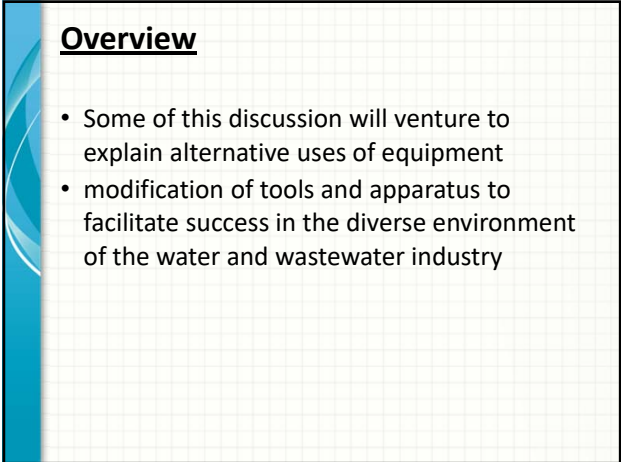 Overview
• Some of this discussion will venture to
explain alternative uses of equipment
• modification of tools and apparatus to
facilitate success in the diverse environment
of the water and wastewater industry